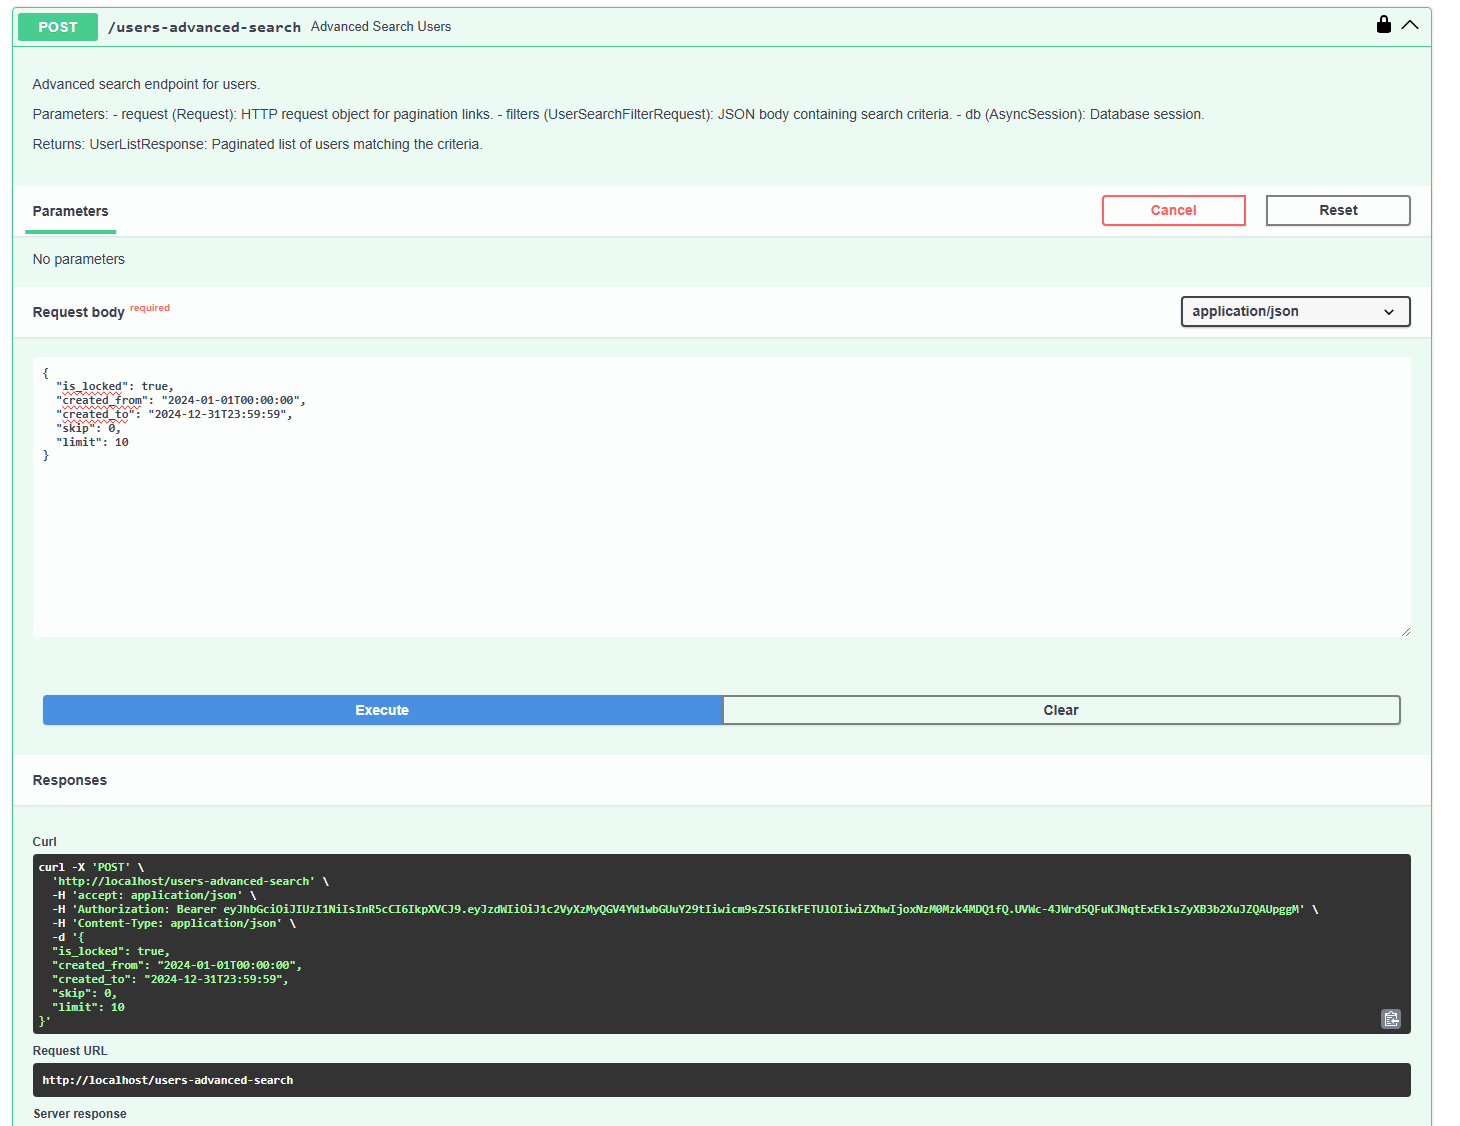 POST /users-advanced-search Advanced Search Users
Advanced search endpoint for users.
Parameters: - request (Request): HTTP request object for pagination links. - filters (UserSearchFilterRequest): JSON body containing search criteria. - db (AsyncSession): Database session.
Returns: UserListResponse: Paginated list of users matching the criteria.
Parameters Cancel Reset
No parameters
Request body required application/json
{
"is_locked": true,
"created_from": "2024-01-01T00:00:00",
"created_to": "2024-12-31T23:59:59",
"skip": 0,
"limit": 10
}
Execute Clear
Responses
Curl
curl -X 'POST' \
'http://localhost/users-advanced-search' \
-H 'accept: application/json' \
-H 'Authorization: Bearer eyJhbGciOiJIUzI1NiIsInR5cCI6IkpXVCJ9.eyJzdWIiOiJ1c2VyXzMyQGV4YW1wbGUuY29tIiwicm9sZSI6IkFETUlOIiwiZXhwIjoxNzM0Mzk4MDQ1fQ.UVWc-4JWrd5QFuKJNqtExEklsZyXB3b2XuJZQAUpggM' \
-H 'Content-Type: application/json' \
-d '{
"is_locked": true,
"created_from": "2024-01-01T00:00:00",
"created_to": "2024-12-31T23:59:59",
"skip": 0,
"limit": 10
}'
Request URL
http://localhost/users-advanced-search
Server response